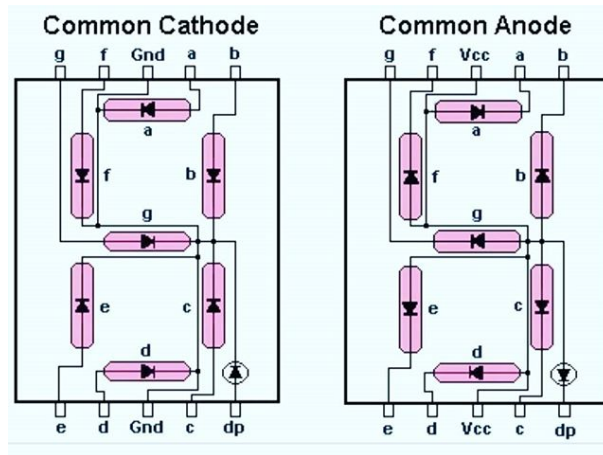 Common Cathode Common Anode
g f Gnd a b g f Vcc a b
a a
f b f b
g g
e c e c
d d
e d Gnd c dp e d Vcc c dp